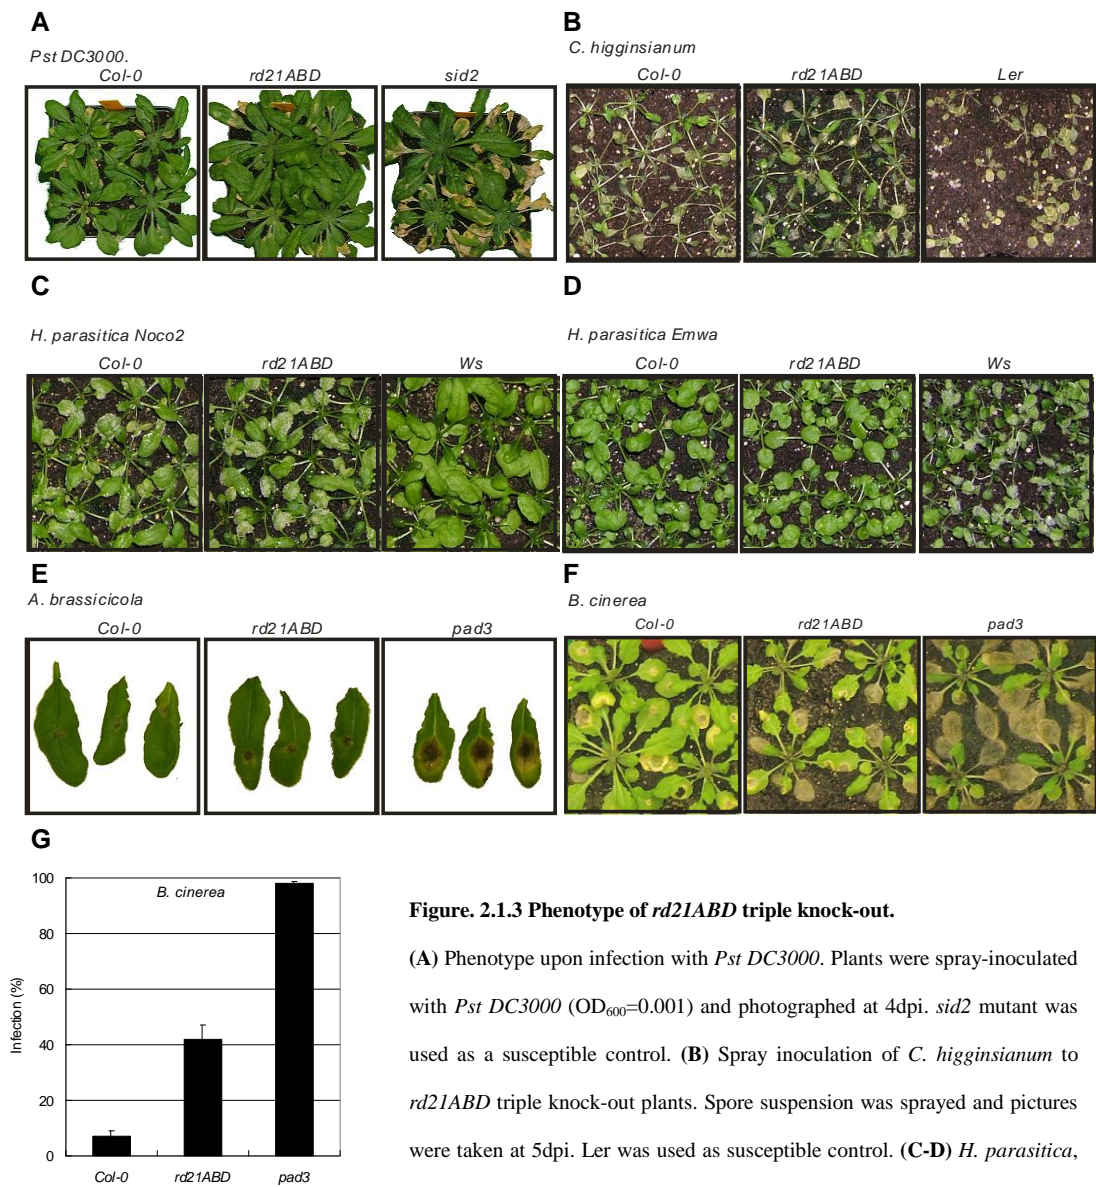 A
Pst DC3000.
Col-0 rd21ABD sid2
B
C. higginsianum
Col-0 rd21ABD Ler
C
H. parasitica Noco2
Col-0 rd21ABD Ws
D
H. parasitica Emwa
Col-0 rd21ABD Ws
E
A. brassicicola
Col-0 rd21ABD pad3
F
B. cinerea
Col-0 rd21ABD pad3
G
B. cinerea
Infection (%)
100
80
60
40
20
0
Col-0 rd21ABD pad3
Figure. 2.1.3 Phenotype of rd21ABD triple knock-out.
(A) Phenotype upon infection with Pst DC3000. Plants were spray-inoculated
with Pst DC3000 (OD600=0.001) and photographed at 4dpi. sid2 mutant was
used as a susceptible control. (B) Spray inoculation of C. higginsianum to
rd21ABD triple knock-out plants. Spore suspension was sprayed and pictures
were taken at 5dpi. Ler was used as susceptible control. (C-D) H. parasitica,